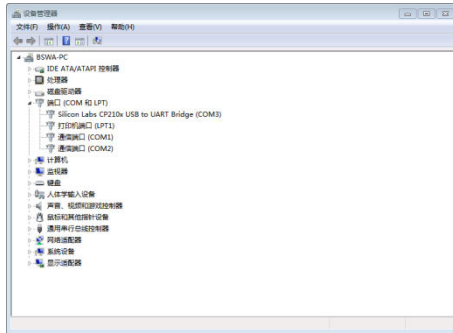 设备管理器
文件(F) 操作(A) 查看(V) 帮助(H)
BSWA-PC
IDE ATA/ATAPI 控制器
处理器
磁盘驱动器
端口 (COM 和 LPT)
Silicon Labs CP210x USB to UART Bridge (COM3)
打印机端口 (LPT1)
通信端口 (COM1)
通信端口 (COM2)
计算机
监视器
键盘
人体学输入设备
声音、视频和游戏控制器
鼠标和其他指针设备
通用串行总线控制器
网络适配器
系统设备
显示适配器